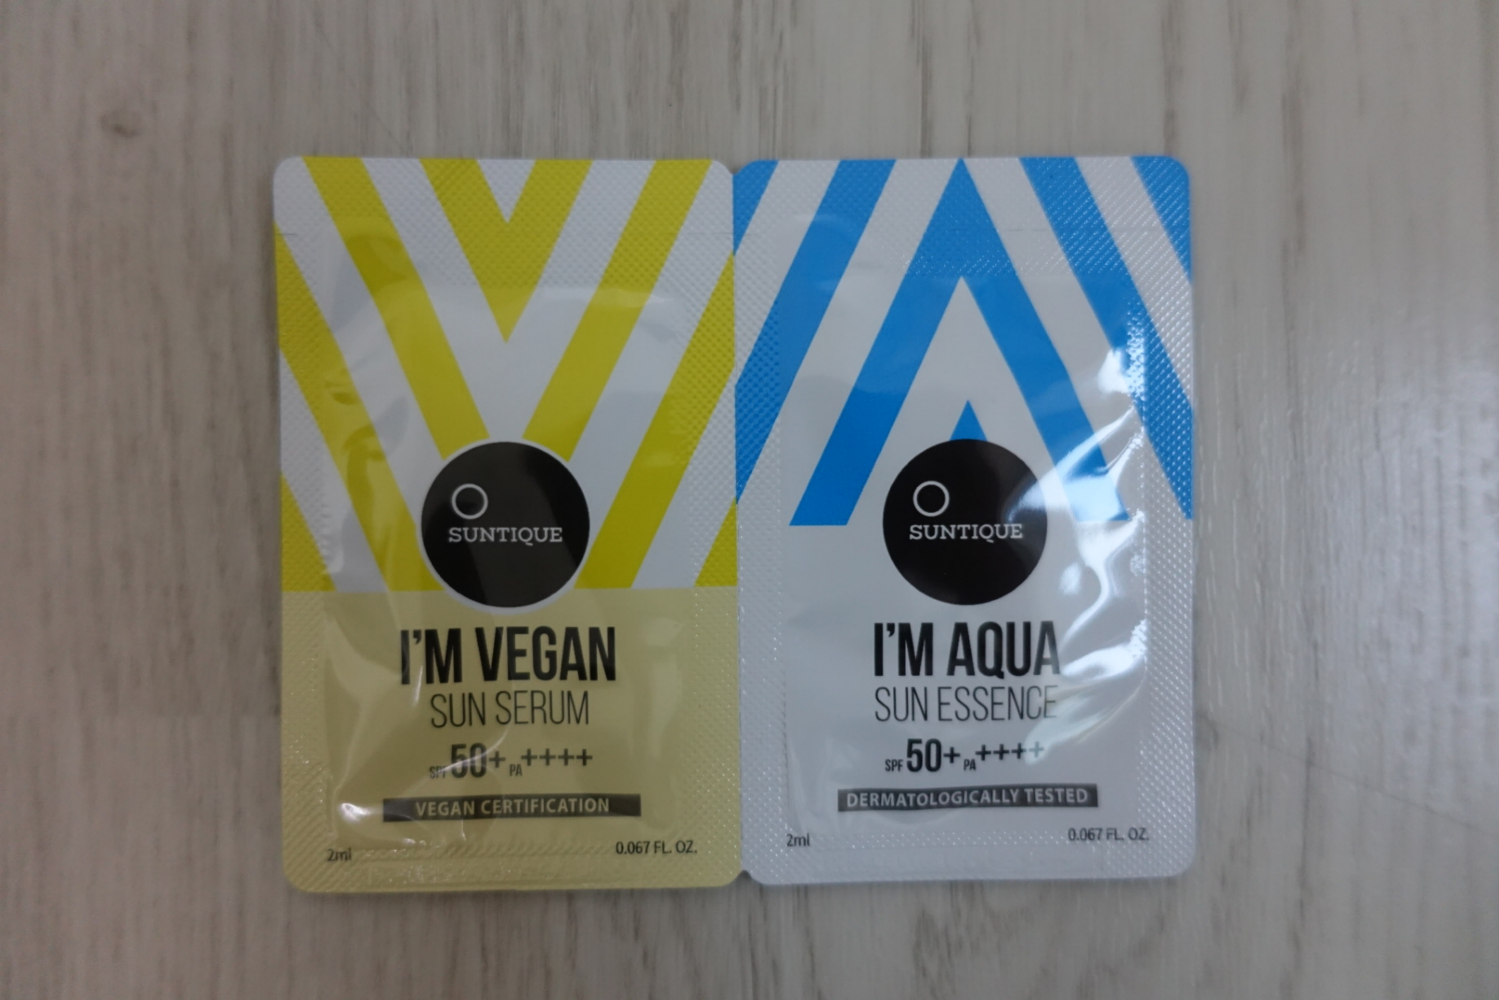 SUNTIQUE
I'M VEGAN
SUN SERUM
SPF 50+ PA ++++
VEGAN CERTIFICATION
2ml 0.067 FL. OZ.
SUNTIQUE
I'M AQUA
SUN ESSENCE
SPF 50+ PA ++++
DERMATOLOGICALLY TESTED
2ml 0.067 FL. OZ.